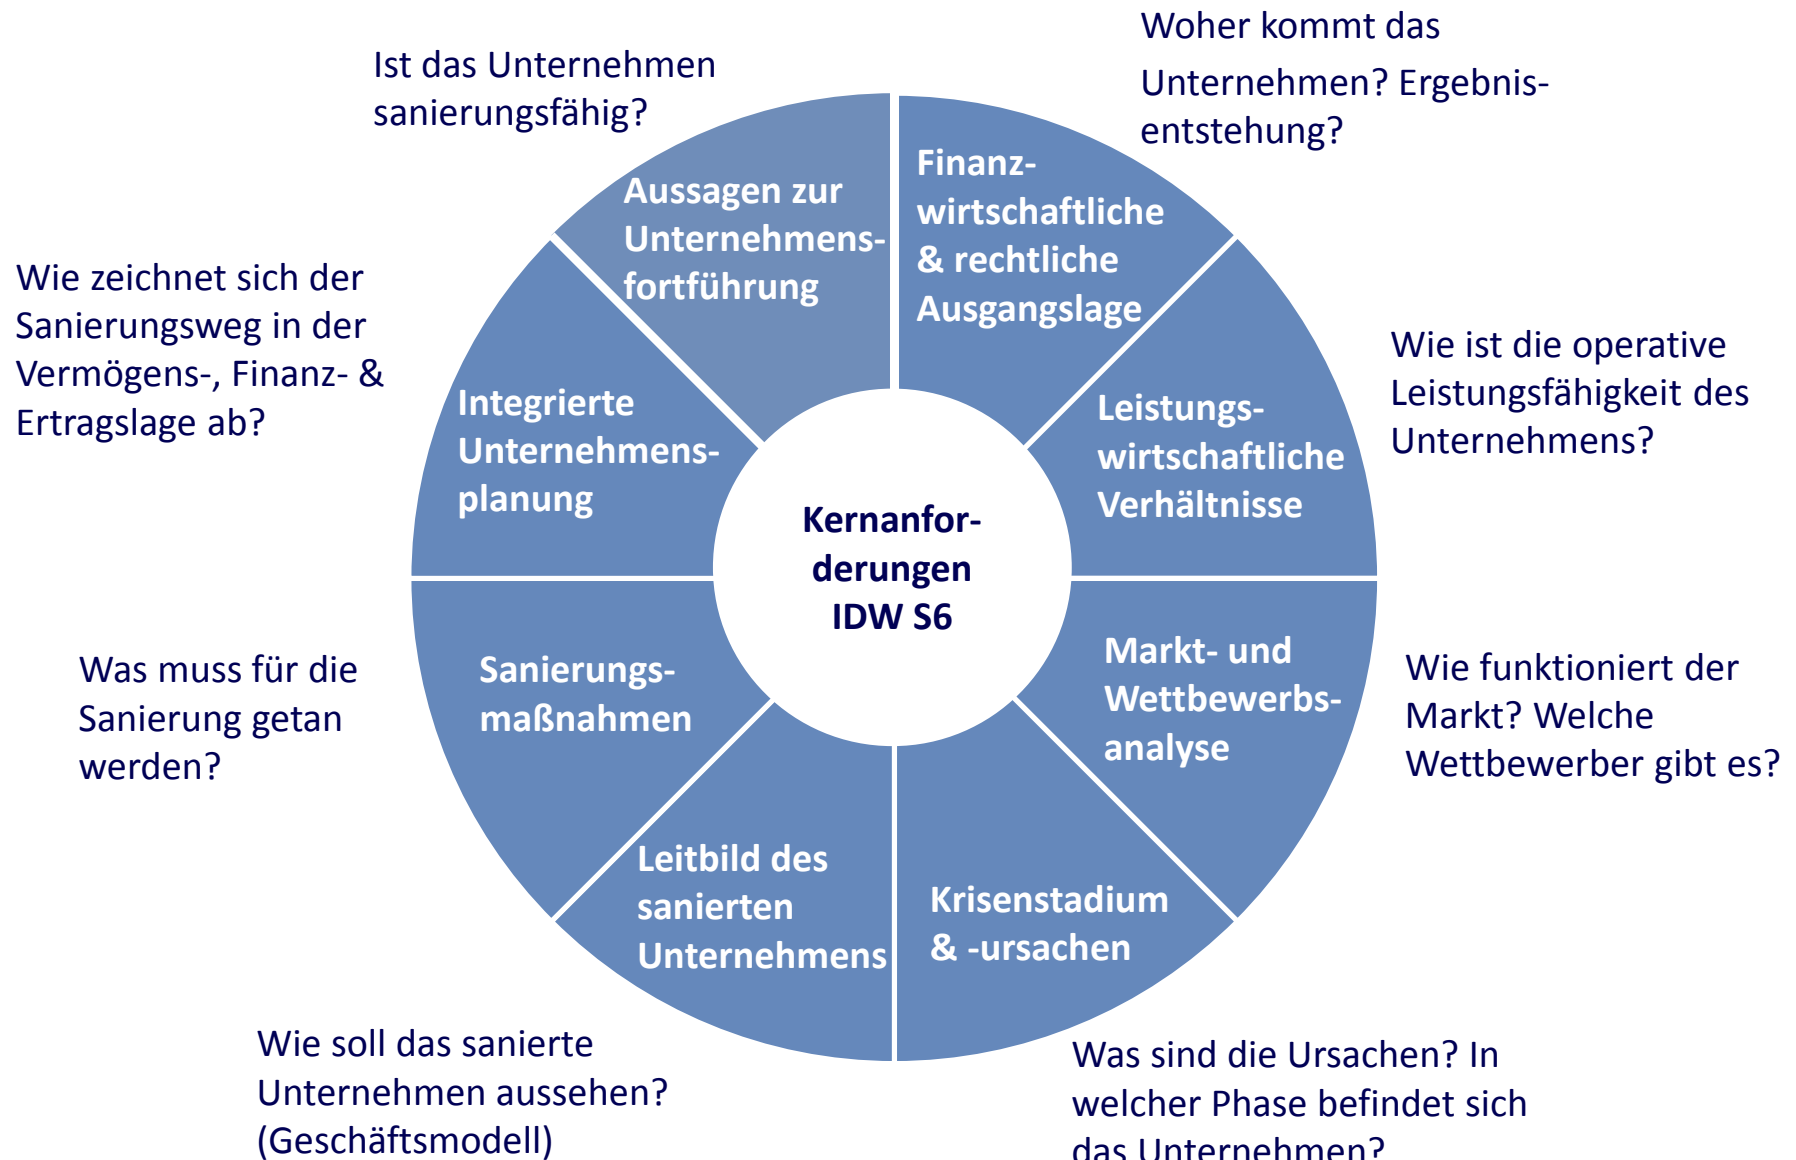 Woher kommt das
Unternehmen? Ergebnis-
entstehung?
Ist das Unternehmen
sanierungsfähig?
Finanz-
wirtschaftliche
& rechtliche
Ausgangslage
Aussagen zur
Unternehmens-
fortführung
Wie zeichnet sich der
Sanierungsweg in der
Vermögens-, Finanz- &
Ertragslage ab?
Wie ist die operative
Leistungsfähigkeit des
Unternehmens?
Integrierte
Unternehmens-
planung
Leistungs-
wirtschaftliche
Verhältnisse
Kernanfor-
derungen
IDW S6
Markt- und
Wettbewerbs-
analyse
Wie funktioniert der
Markt? Welche
Wettbewerber gibt es?
Was muss für die
Sanierung getan
werden?
Sanierungs-
maßnahmen
Leitbild des
sanierten
Unternehmens
Krisenstadium
& -ursachen
Wie soll das sanierte
Unternehmen aussehen?
(Geschäftsmodell)
Was sind die Ursachen? In
welcher Phase befindet sich
das Unternehmen?